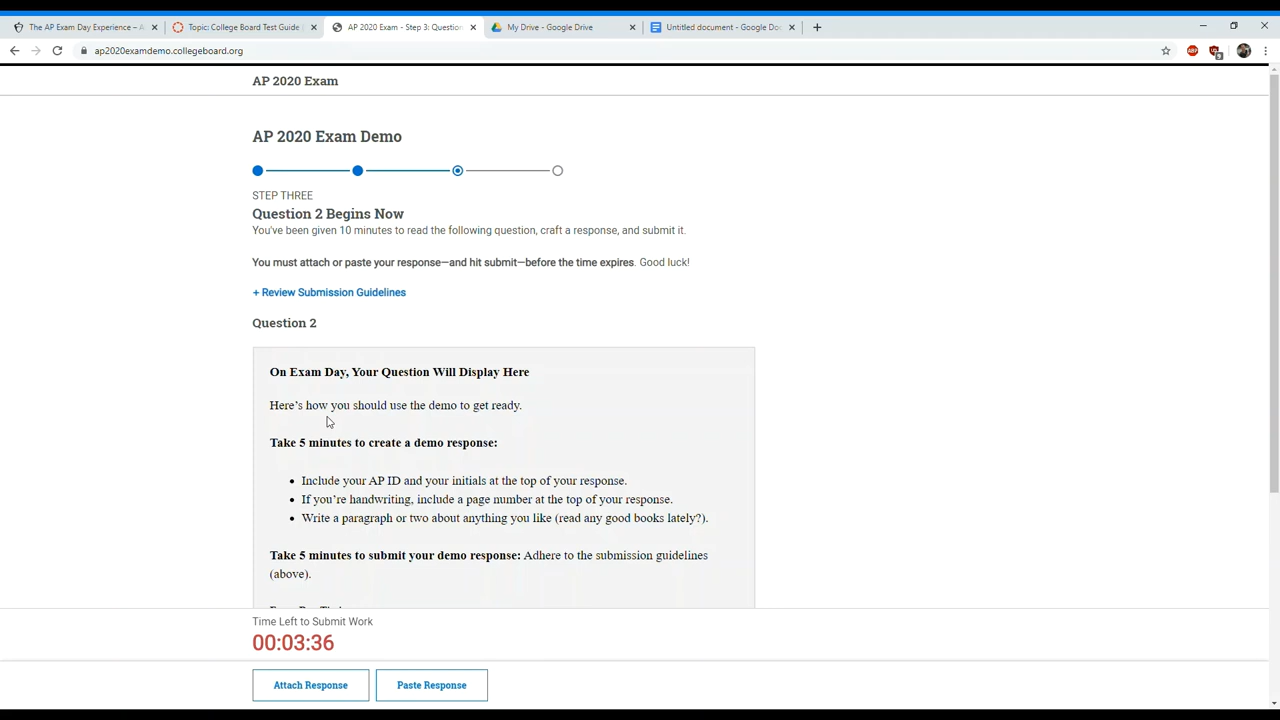 The AP Exam Day Experience – A
Topic: College Board Test Guide
AP 2020 Exam - Step 3: Question
My Drive - Google Drive
Untitled document - Google Doc
ap2020examdemo.collegeboard.org
ABP
3
AP 2020 Exam
AP 2020 Exam Demo
STEP THREE
Question 2 Begins Now
You've been given 10 minutes to read the following question, craft a response, and submit it.
You must attach or paste your response—and hit submit—before the time expires. Good luck!
+ Review Submission Guidelines
Question 2
On Exam Day, Your Question Will Display Here
Here's how you should use the demo to get ready.
Take 5 minutes to create a demo response:
• Include your AP ID and your initials at the top of your response.
• If you're handwriting, include a page number at the top of your response.
• Write a paragraph or two about anything you like (read any good books lately?).
Take 5 minutes to submit your demo response: Adhere to the submission guidelines
(above).
Time Left to Submit Work
00:03:36
Attach Response
Paste Response